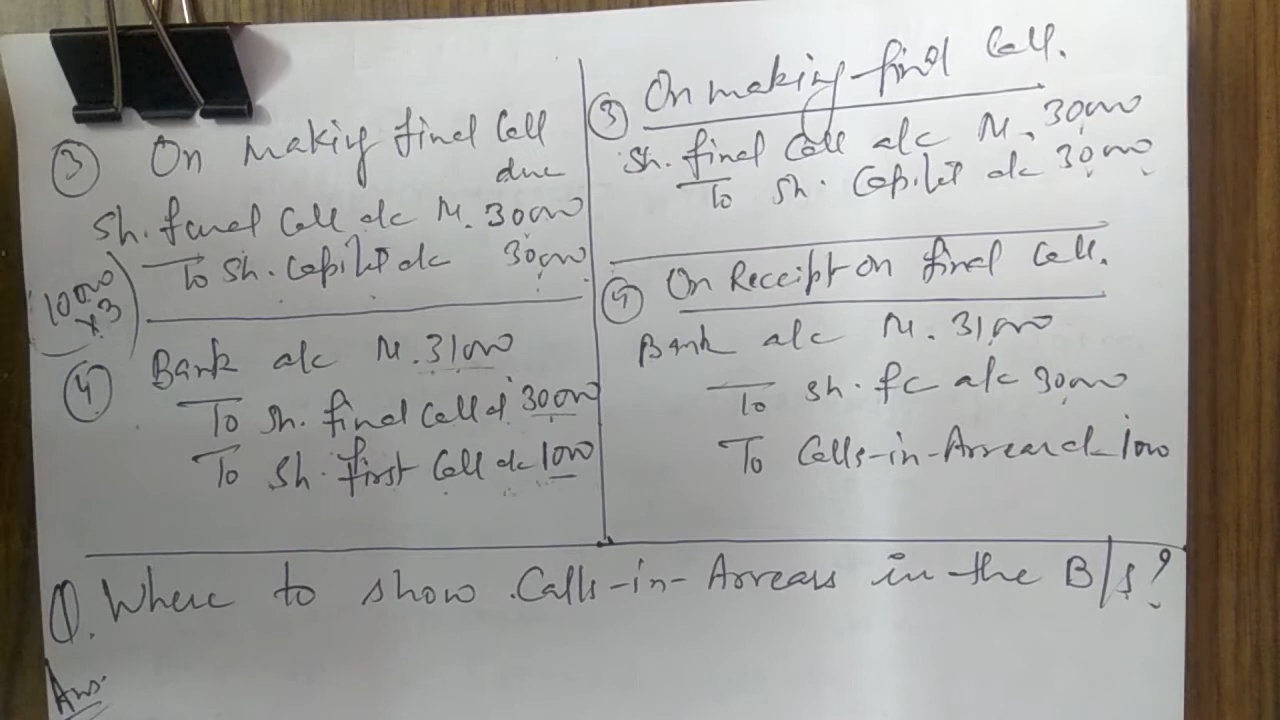 ③ On making final Call
due
Sh. final Call a/c Dr. 30000
To Sh. Capital a/c 30000
10000
x3
④ Bank a/c Dr. 31000
To Sh. final Call a/c 30000
To Sh. first Call a/c 1000
③ On making final Call.
Sh. final Call a/c Dr. 30000
To Sh. Capital a/c 30000
④ On Receipt on final Call.
Bank a/c Dr. 31000
To Sh. fc a/c 30000
To Calls-in-Arrear a/c 1000
Q. Where to show Calls-in-Arrears in the B/S?
Ans.